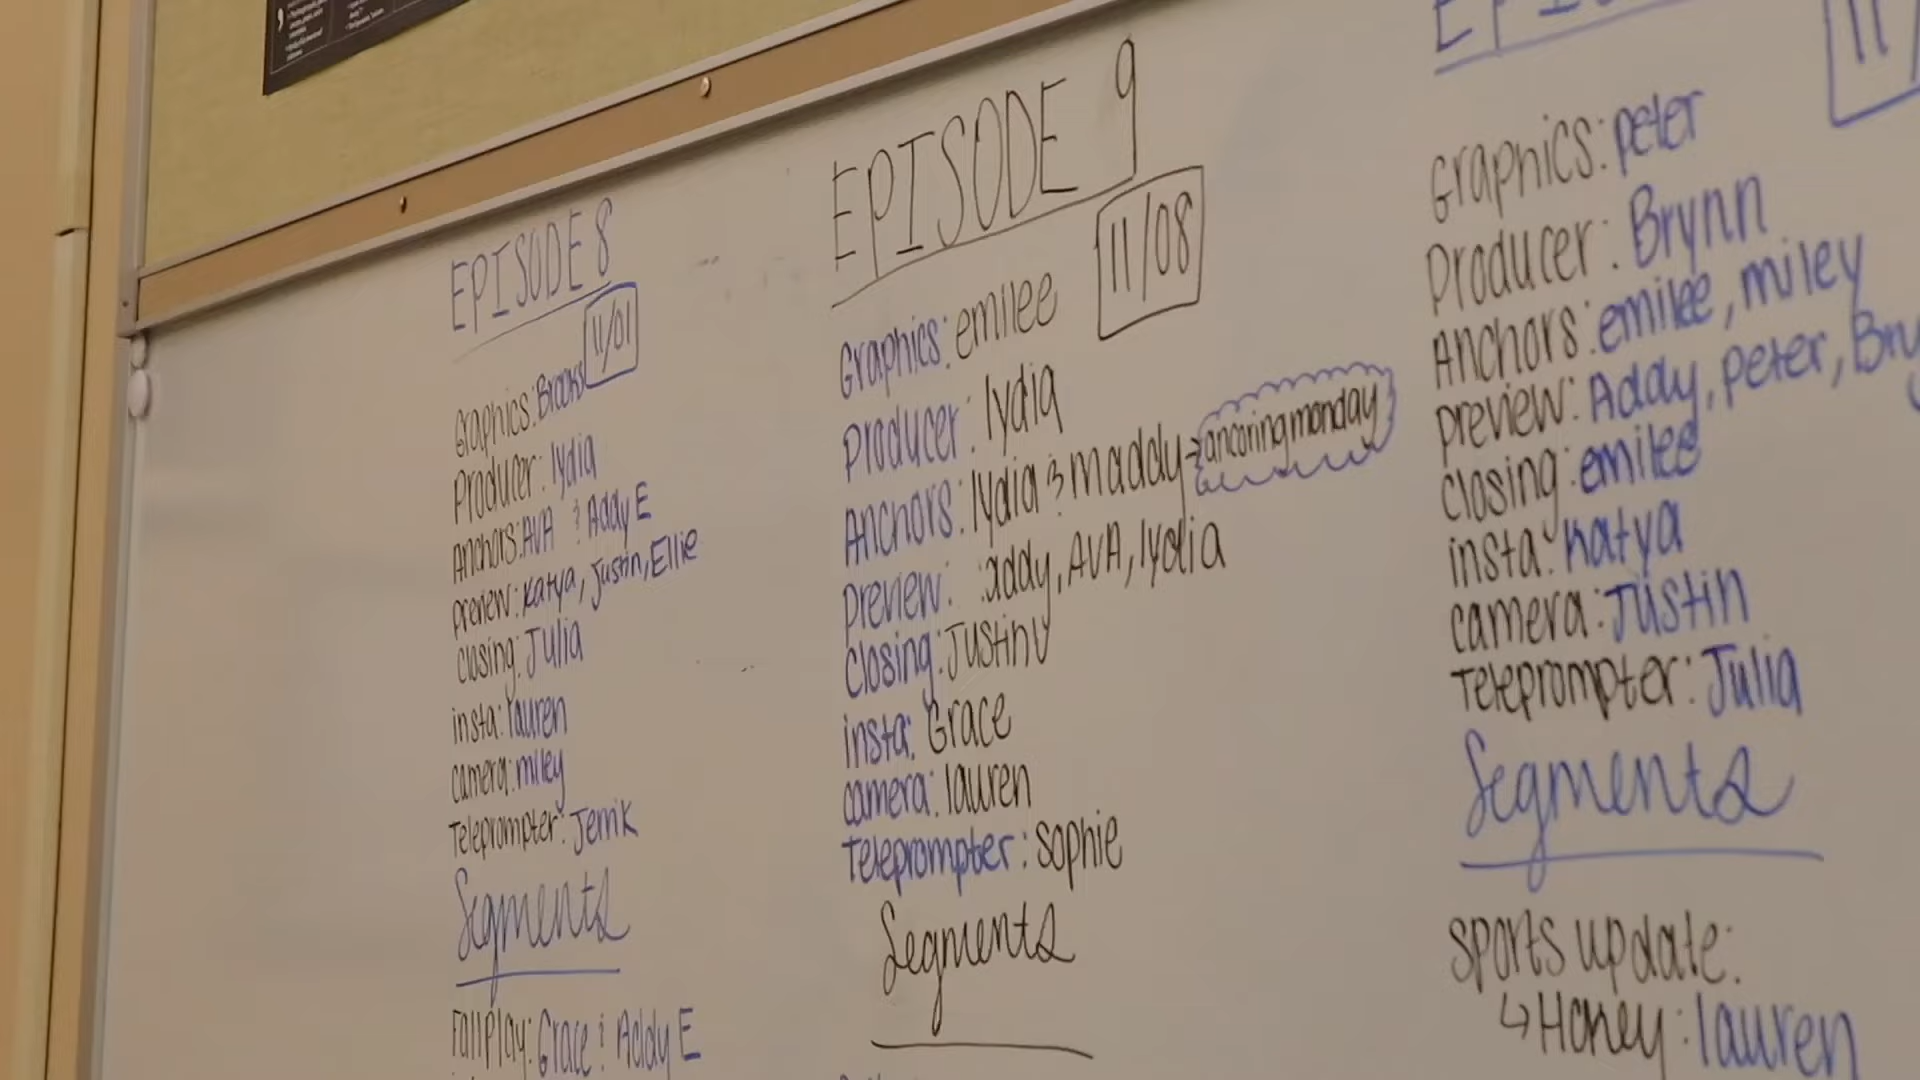 EPISODE 8
11/01
Graphics: Brooks
Producer: lydia
Anchors: AVA & Addy E
preview: Katya, Justin, Ellie
closing: Julia
insta: lauren
camera: miley
Teleprompter: Jerrik
Segments
Fall Play: Grace & Addy E
EPISODE 9
11/08
Graphics: emilee
Producer: lydia
Anchors: lydia & maddy → ancoring monday
Preview: addy, AVA, lydia
Closing: Justin
insta: Grace
camera: lauren
Teleprompter: sophie
Segments
Graphics: peter
Producer: Brynn
Anchors: emilee, miley
preview: Addy, peter,
closing: emilee
insta: Katya
camera: Justin
Teleprompter: Julia
Segments
Sports update:
↳ Hockey: lauren